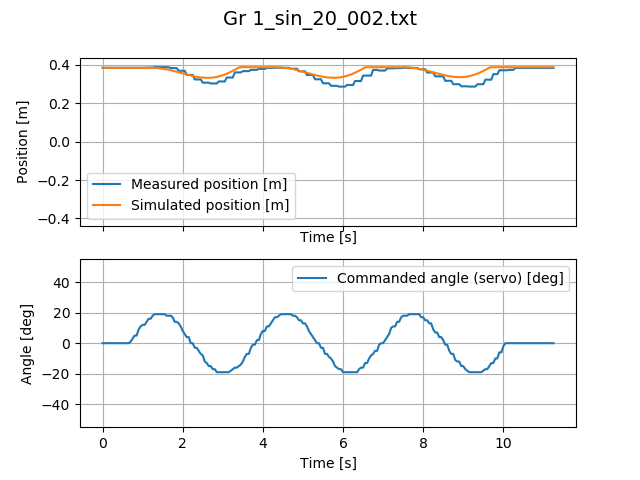 Gr 1_sin_20_002.txt
0.4
0.2
0.0
−0.2
−0.4
Position [m]
Measured position [m]
Simulated position [m]
Time [s]
40
20
0
−20
−40
Angle [deg]
Commanded angle (servo) [deg]
0 2 4 6 8 10
Time [s]